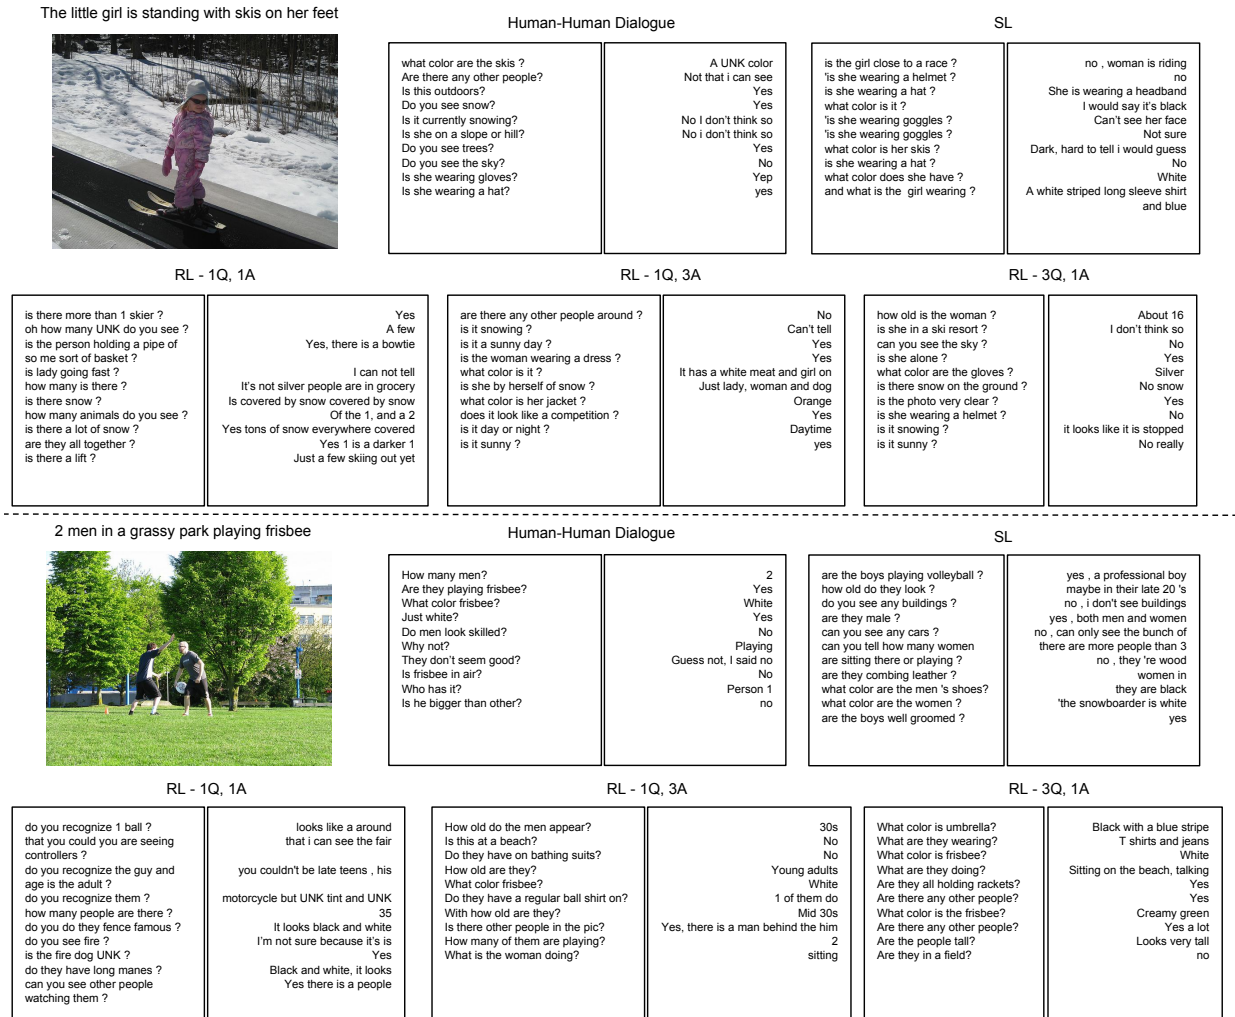 The little girl is standing with skis on her feet
Human-Human Dialogue
what color are the skis ?
Are there any other people?
Is this outdoors?
Do you see snow?
Is it currently snowing?
Is she on a slope or hill?
Do you see trees?
Do you see the sky?
Is she wearing gloves?
Is she wearing a hat?
A UNK color
Not that i can see
Yes
Yes
No I don't think so
No i don't think so
Yes
No
Yep
yes
SL
is the girl close to a race ?
'is she wearing a helmet ?
is she wearing a hat ?
what color is it ?
'is she wearing goggles ?
'is she wearing goggles ?
what color is her skis ?
is she wearing a hat ?
what color does she have ?
and what is the girl wearing ?
no , woman is riding
no
She is wearing a headband
I would say it's black
Can't see her face
Not sure
Dark, hard to tell i would guess
No
White
A white striped long sleeve shirt
and blue
RL - 1Q, 1A
is there more than 1 skier ?
oh how many UNK do you see ?
is the person holding a pipe of
so me sort of basket ?
is lady going fast ?
how many is there ?
is there snow ?
how many animals do you see ?
is there a lot of snow ?
are they all together ?
is there a lift ?
Yes
A few
Yes, there is a bowtie
I can not tell
It's not silver people are in grocery
Is covered by snow covered by snow
Of the 1, and a 2
Yes tons of snow everywhere covered
Yes 1 is a darker 1
Just a few skiing out yet
RL - 1Q, 3A
are there any other people around ?
is it snowing ?
is it a sunny day ?
is the woman wearing a dress ?
what color is it ?
is she by herself of snow ?
what color is her jacket ?
does it look like a competition ?
is it day or night ?
is it sunny ?
No
Can't tell
Yes
Yes
It has a white meat and girl on
Just lady, woman and dog
Orange
Yes
Daytime
yes
RL - 3Q, 1A
how old is the woman ?
is she in a ski resort ?
can you see the sky ?
is she alone ?
what color are the gloves ?
is there snow on the ground ?
is the photo very clear ?
is she wearing a helmet ?
is it snowing ?
is it sunny ?
About 16
I don't think so
No
Yes
Silver
No snow
Yes
No
it looks like it is stopped
No really
2 men in a grassy park playing frisbee
Human-Human Dialogue
How many men?
Are they playing frisbee?
What color frisbee?
Just white?
Do men look skilled?
Why not?
They don't seem good?
Is frisbee in air?
Who has it?
Is he bigger than other?
2
Yes
White
Yes
No
Playing
Guess not, I said no
No
Person 1
no
SL
are the boys playing volleyball ?
how old do they look ?
do you see any buildings ?
are they male ?
can you see any cars ?
can you tell how many women
are sitting there or playing ?
are they combing leather ?
what color are the men 's shoes?
what color are the women ?
are the boys well groomed ?
yes , a professional boy
maybe in their late 20 's
no , i don't see buildings
yes , both men and women
no , can only see the bunch of
there are more people than 3
no , they 're wood
women in
they are black
'the snowboarder is white
yes
RL - 1Q, 1A
do you recognize 1 ball ?
that you could you are seeing
controllers ?
do you recognize the guy and
age is the adult ?
do you recognize them ?
how many people are there ?
do you do they fence famous ?
do you see fire ?
is the fire dog UNK ?
do they have long manes ?
can you see other people
watching them ?
looks like a around
that i can see the fair
you couldn't be late teens , his
motorcycle but UNK tint and UNK
35
It looks black and white
I'm not sure because it's is
Yes
Black and white, it looks
Yes there is a people
RL - 1Q, 3A
How old do the men appear?
Is this at a beach?
Do they have on bathing suits?
How old are they?
What color frisbee?
Do they have a regular ball shirt on?
With how old are they?
Is there other people in the pic?
How many of them are playing?
What is the woman doing?
30s
No
No
Young adults
White
1 of them do
Mid 30s
Yes, there is a man behind the him
2
sitting
RL - 3Q, 1A
What color is umbrella?
What are they wearing?
What color is frisbee?
What are they doing?
Are they all holding rackets?
Are there any other people?
What color is the frisbee?
Are there any other people?
Are the people tall?
Are they in a field?
Black with a blue stripe
T shirts and jeans
White
Sitting on the beach, talking
Yes
Yes
Creamy green
Yes a lot
Looks very tall
no